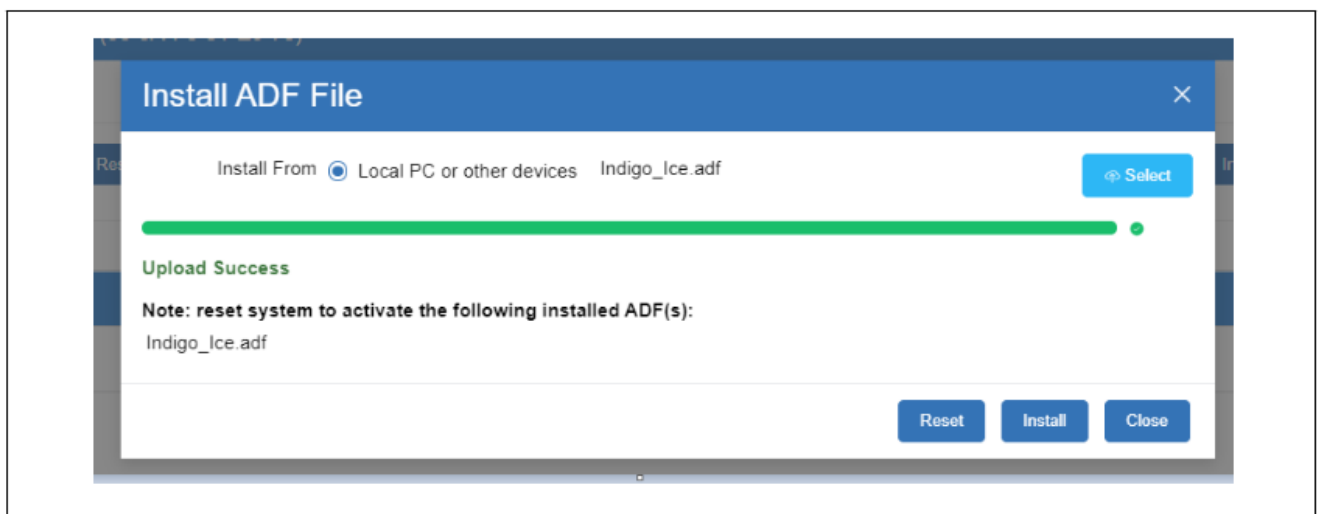 Install ADF File
Install From Local PC or other devices Indigo_Ice.adf Select
Upload Success
Note: reset system to activate the following installed ADF(s):
Indigo_Ice.adf
Reset Install Close